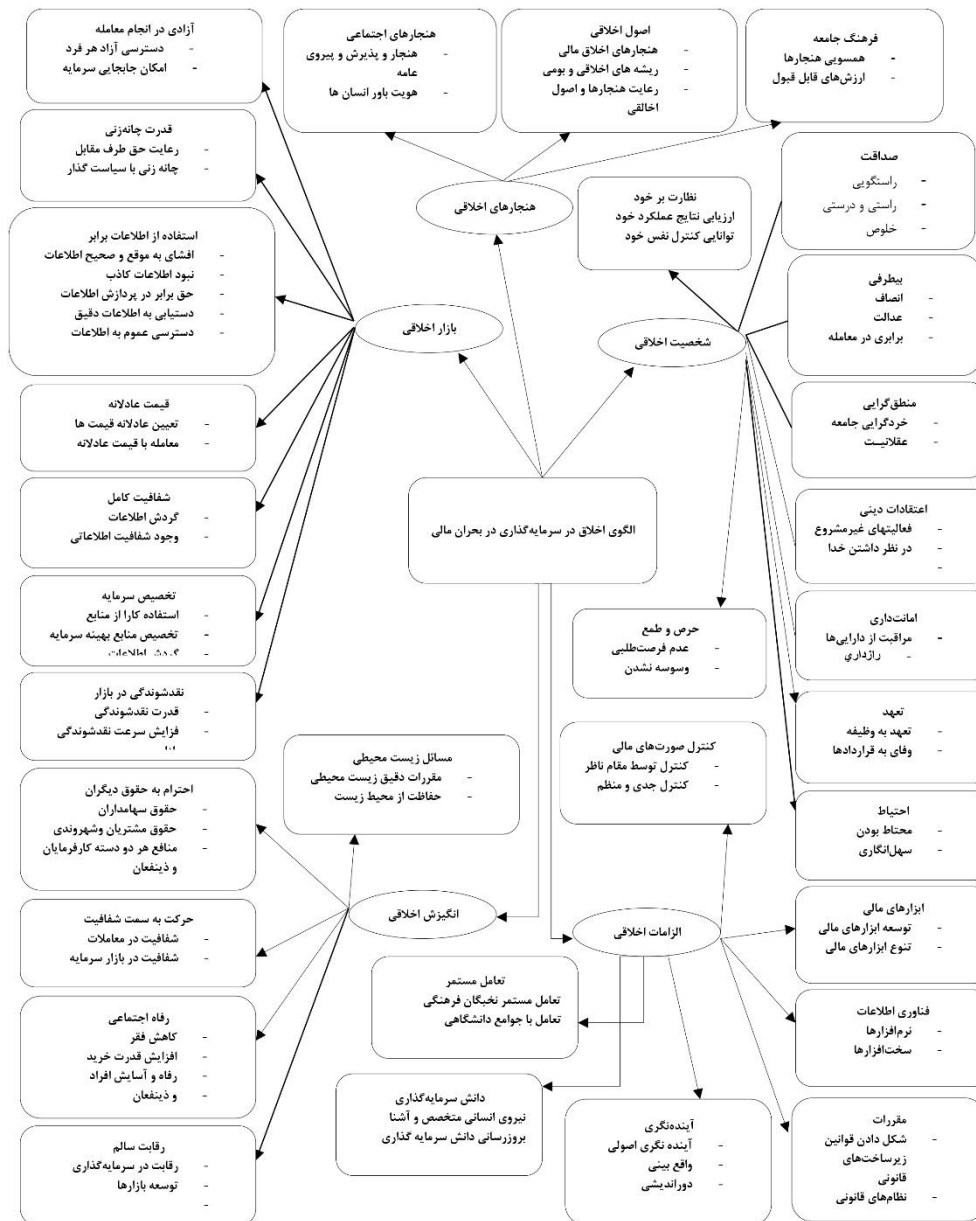 آزادی در انجام معامله
- دسترسی آزاد هر فرد
- امکان جابجایی سرمایه
هنجارهای اجتماعی
- هنجار و پذیرش و پیروی
عامه
- هویت باور انسان ها
اصول اخلاقی
- هنجارهای اخلاق مالی
- ریشه های اخلاقی و بومی
- رعایت هنجارها و اصول
اخالقی
فرهنگ جامعه
- همسویی هنجارها
- ارزش‌های قابل قبول
قدرت چانه‌زنی
- رعایت حق طرف مقابل
- چانه زنی با سیاست گذار
هنجارهای اخلاقی
نظارت بر خود
ارزیابی نتایج عملکرد خود
توانایی کنترل نفس خود
صداقت
- راستگویی
- راستی و درستی
- خلوص
استفاده از اطلاعات برابر
- افشای به موقع و صحیح اطلاعات
- نبود اطلاعات کاذب
- حق برابر در پردازش اطلاعات
- دستیابی به اطلاعات دقیق
- دسترسی عموم به اطلاعات
بازار اخلاقی
شخصیت اخلاقی
بیطرفی
- انصاف
- عدالت
- برابری در معامله
قیمت عادلانه
- تعیین عادلانه قیمت ها
- معامله با قیمت عادلانه
منطق‌گرایی
- خردگرایی جامعه
- عقلانیت
شفافیت کامل
- گردش اطلاعات
- وجود شفافیت اطلاعاتی
الگوی اخلاق در سرمایه‌گذاری در بحران مالی
اعتقادات دینی
- فعالیتهای غیرمشروع
- در نظر داشتن خدا
-
تخصیص سرمایه
- استفاده کارا از منابع
- تخصیص منابع بهینه سرمایه
- گردش اطلاعات
حرص و طمع
- عدم فرصت‌طلبی
- وسوسه نشدن
امانت‌داری
- مراقبت از دارایی‌ها
- رازداری
نقدشوندگی در بازار
- قدرت نقدشوندگی
- فزایش سرعت نقدشوندگی
تعهد
- تعهد به وظیفه
- وفای به قراردادها
مسائل زیست محیطی
- مقررات دقیق زیست محیطی
- حفاظت از محیط زیست
کنترل صورت‌های مالی
- کنترل توسط مقام ناظر
- کنترل جدی و منظم
احترام به حقوق دیگران
- حقوق سهامداران
- حقوق مشتریان وشهروندی
- منافع هر دو دسته کارفرمایان
و ذینفعان
احتیاط
- محتاط بودن
- سهل‌انگاری
انگیزش اخلاقی
الزامات اخلاقی
حرکت به سمت شفافیت
- شفافیت در معاملات
- شفافیت در بازار سرمایه
ابزارهای مالی
- توسعه ابزارهای مالی
- تنوع ابزارهای مالی
تعامل مستمر
تعامل مستمر نخبگان فرهنگی
تعامل با جوامع دانشگاهی
رفاه اجتماعی
- کاهش فقر
- افزایش قدرت خرید
- رفاه و آسایش افراد
- و ذینفعان
فناوری اطلاعات
- نرم‌افزارها
- سخت‌افزارها
دانش سرمایه‌گذاری
نیروی انسانی متخصص و آشنا
بروزرسانی دانش سرمایه گذاری
آینده‌نگری
- آینده نگری اصولی
- واقع بینی
- دوراندیشی
رقابت سالم
- رقابت در سرمایه‌گذاری
- توسعه بازارها
-
مقررات
- شکل دادن قوانین
زیرساخت‌های
قانونی
- نظام‌های قانونی